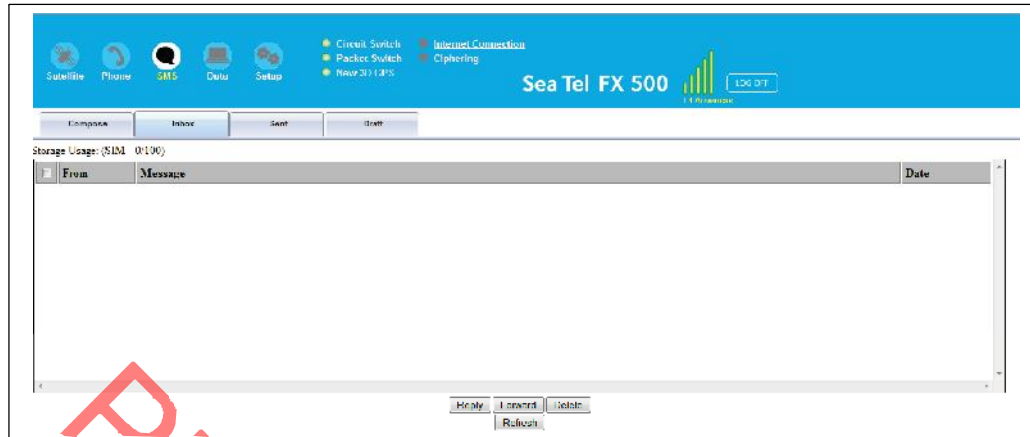 Circuit Switch Internet Connection
Packet Switch Ciphering
New 3D GPS
Satellite Phone SMS Data Setup
Sea Tel FX 500
LOG OFF
Compose Inbox Sent Draft
Storage Usage: (SIM 0/100)
From Message Date
Reply Forward Delete
Refresh